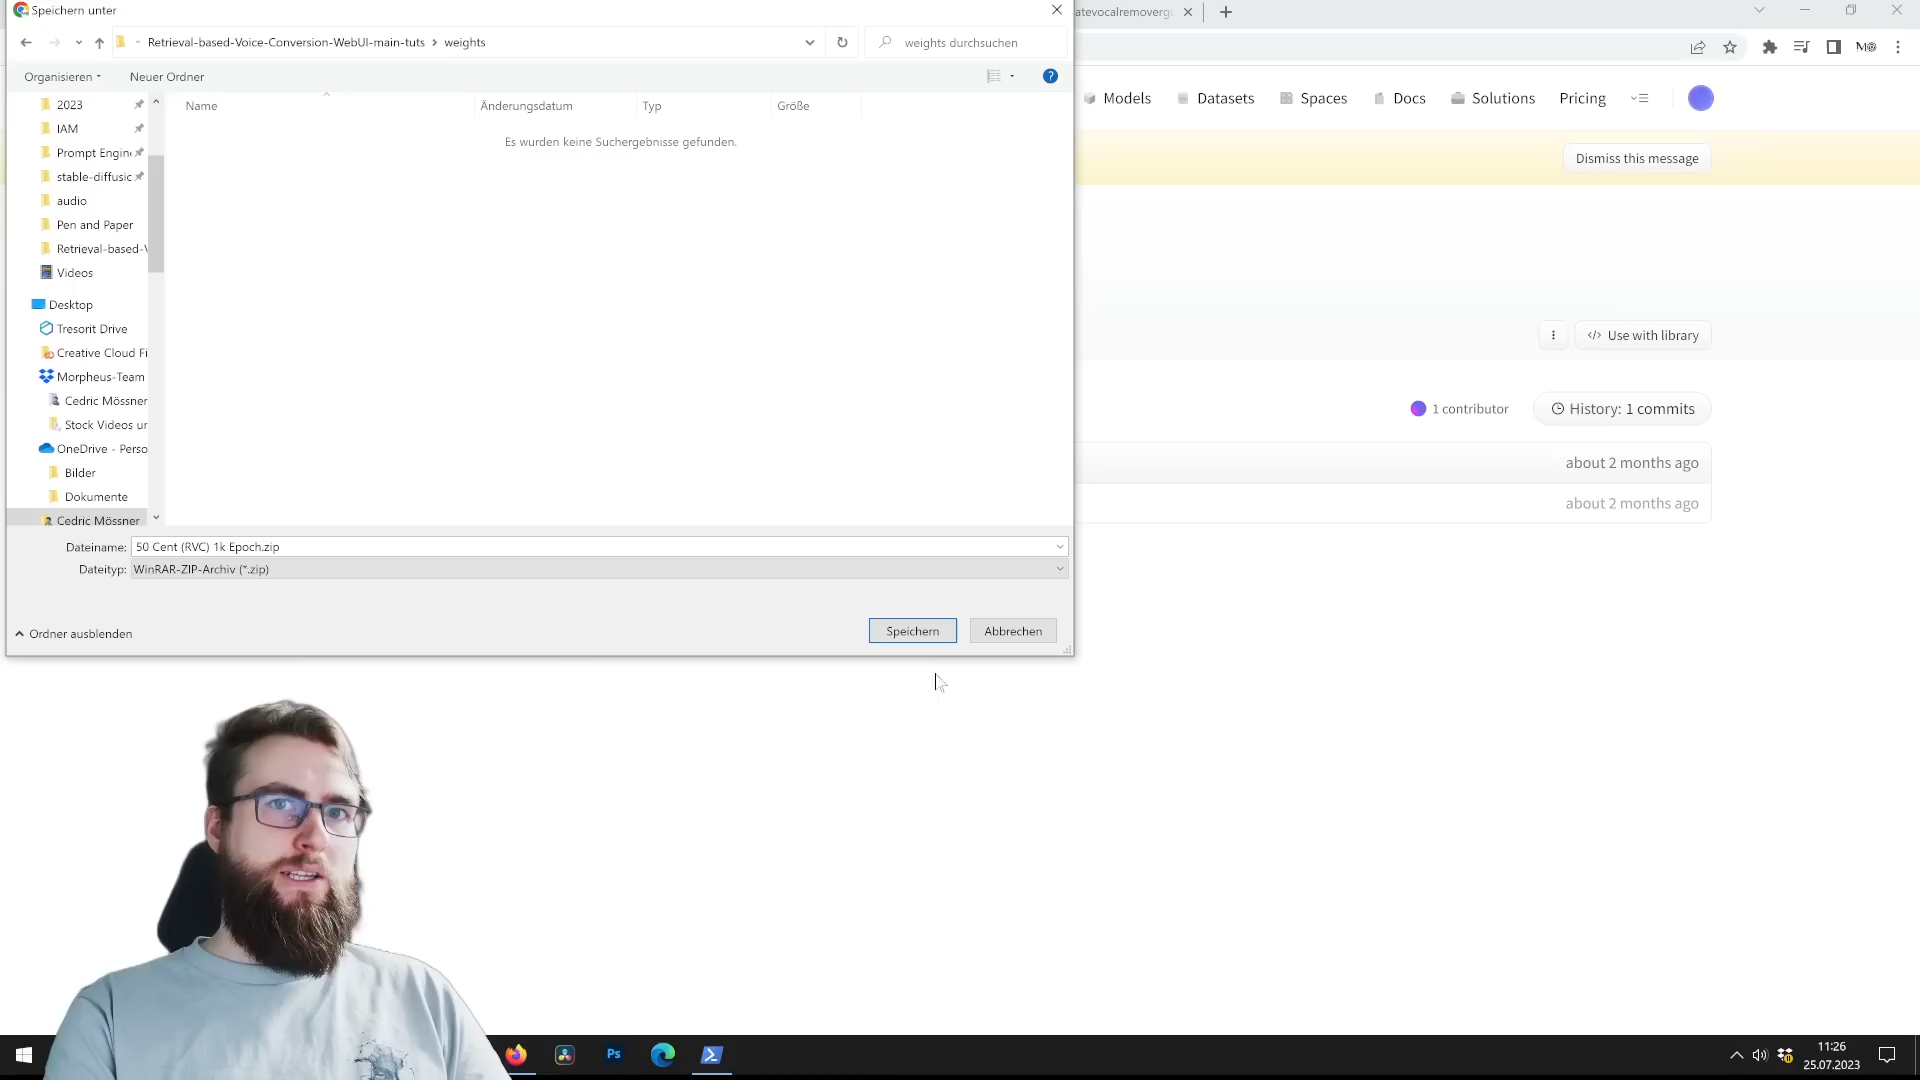 Speichern unter
atevocalremoverg
Retrieval-based-Voice-Conversion-WebUI-main-tuts > weights
weights durchsuchen
Organisieren
Neuer Ordner
Name
Änderungsdatum
Typ
Größe
Es wurden keine Suchergebnisse gefunden.
2023
IAM
Prompt Engin
stable-diffusic
audio
Pen and Paper
Retrieval-based-V
Videos
Desktop
Tresorit Drive
Creative Cloud Fi
Morpheus-Team
Cedric Mössner
Stock Videos ur
OneDrive - Perso
Bilder
Dokumente
Cedric Mössner
Dateiname: 50 Cent (RVC) 1k Epoch.zip
Dateityp: WinRAR-ZIP-Archiv (*.zip)
Ordner ausblenden
Speichern
Abbrechen
Models
Datasets
Spaces
Docs
Solutions
Pricing
Dismiss this message
</> Use with library
1 contributor
History: 1 commits
about 2 months ago
about 2 months ago
Ps
11:26
25.07.2023